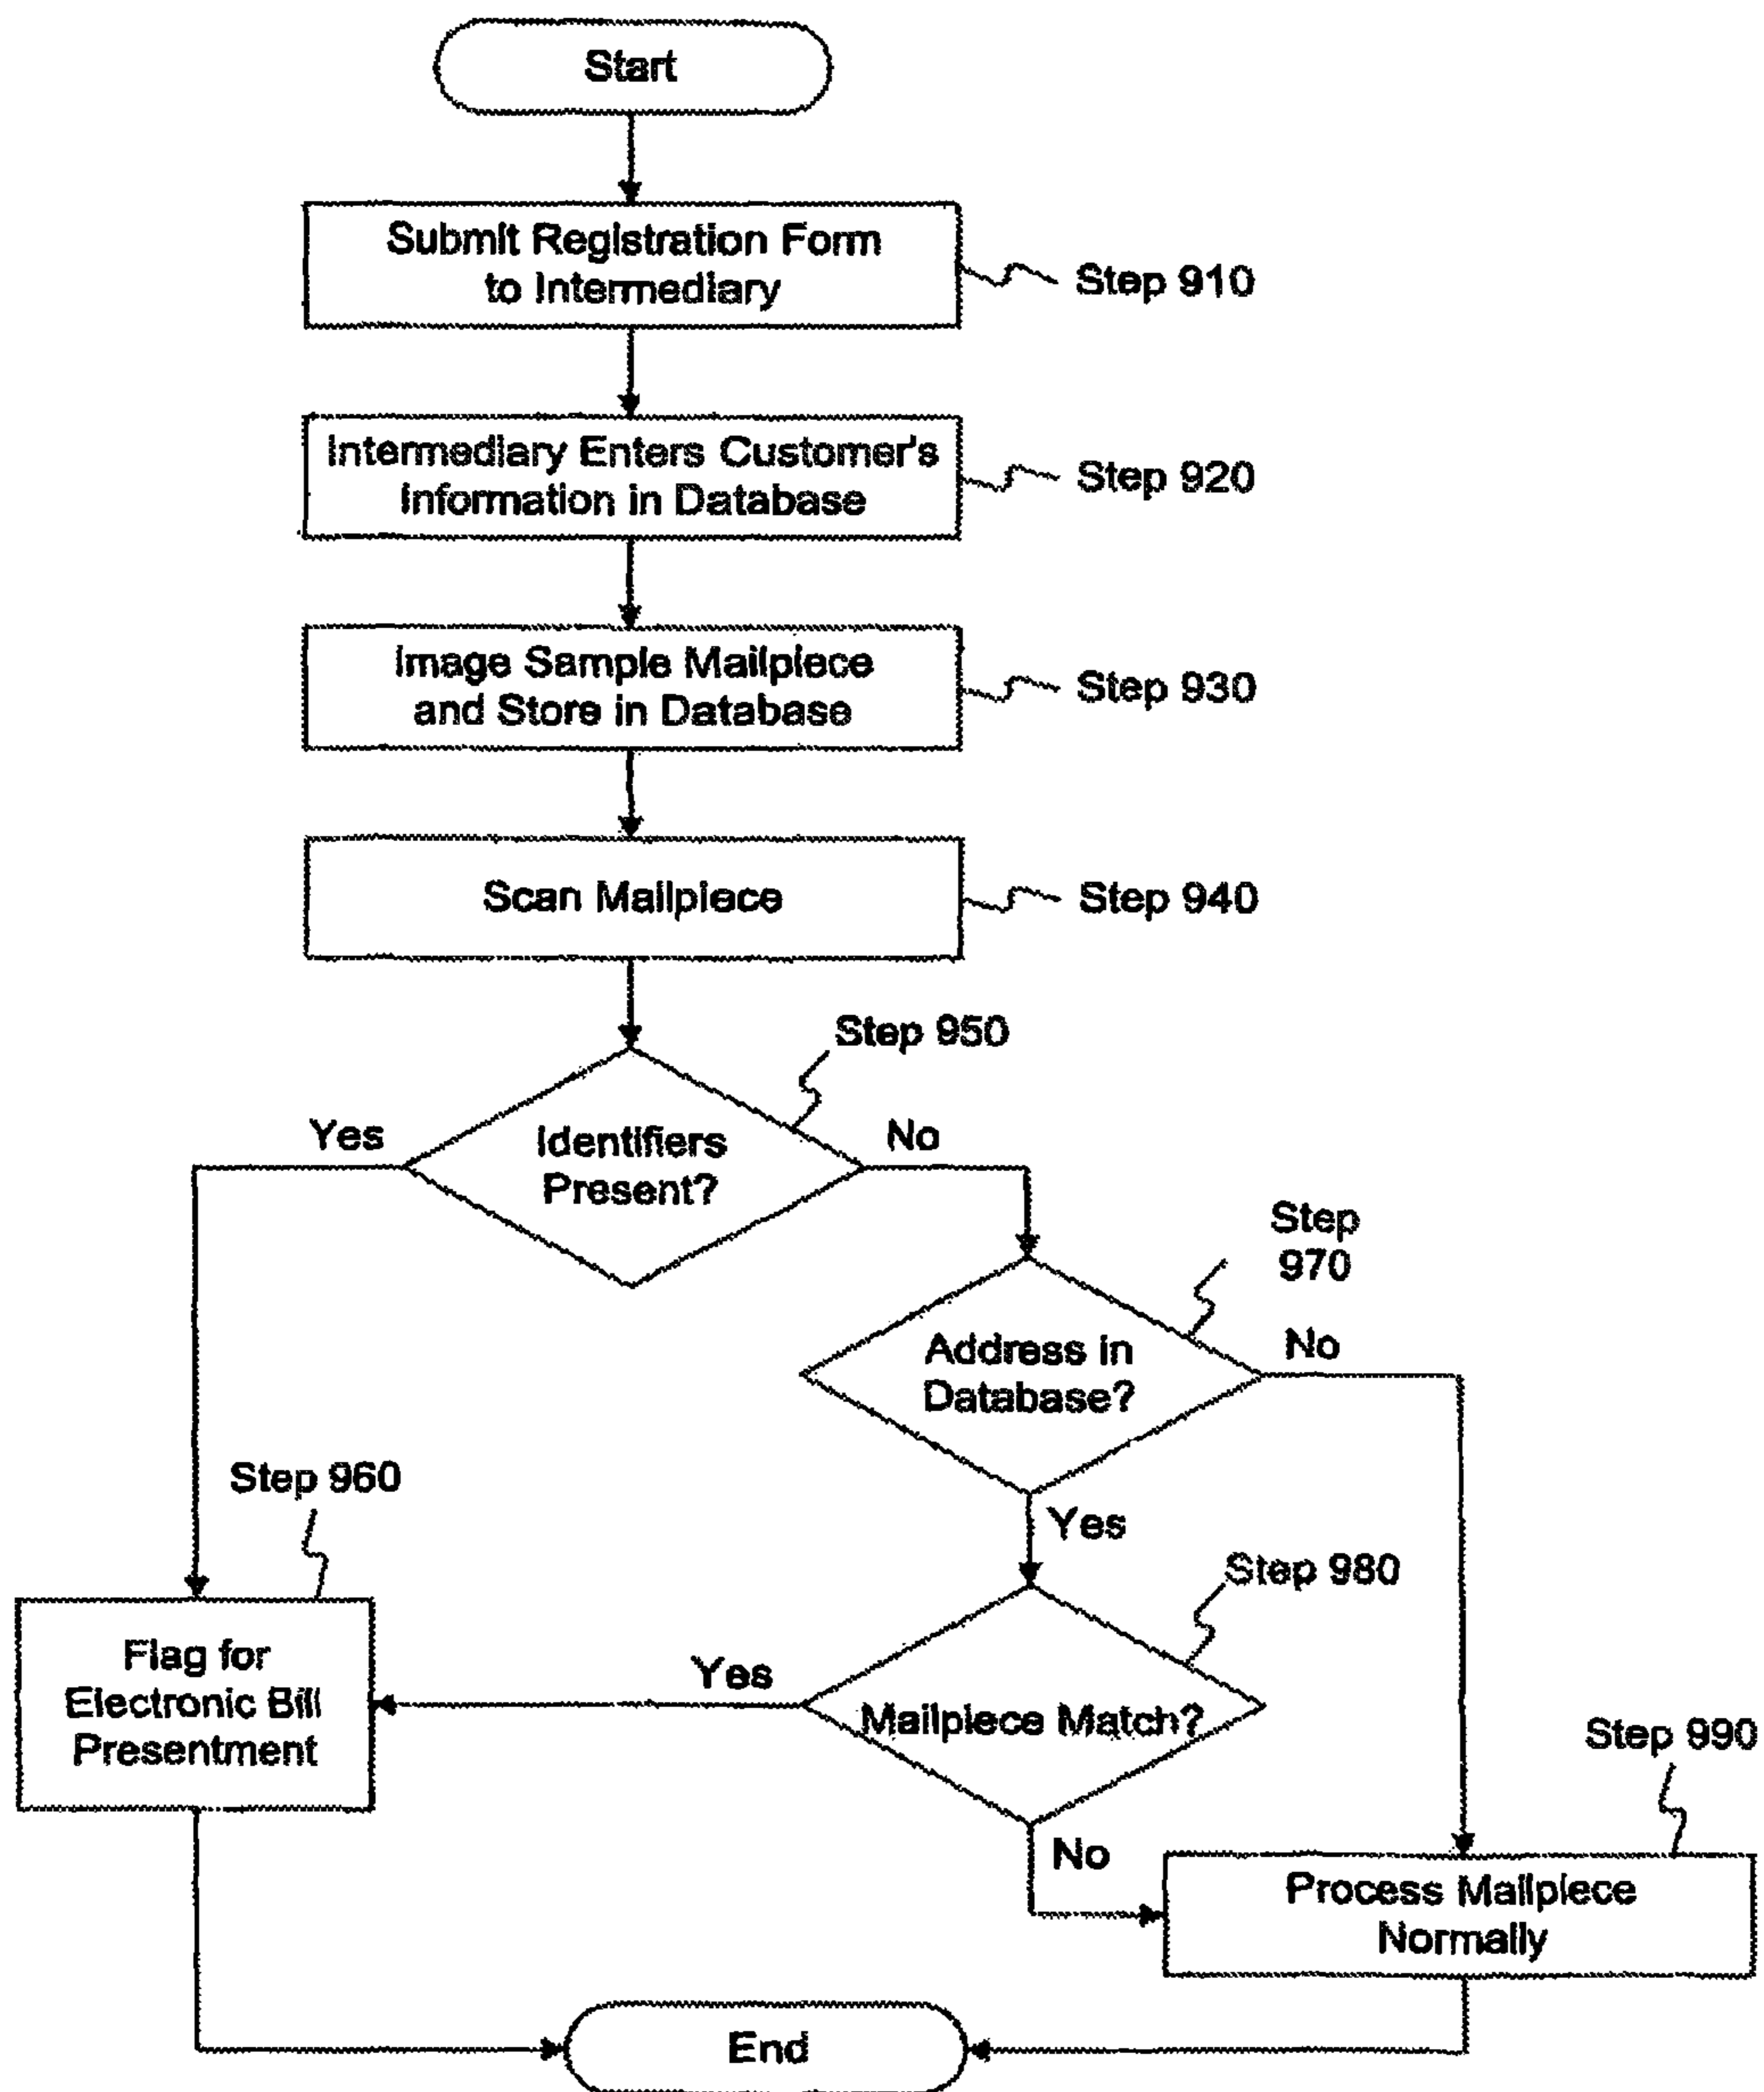 Start
Submit Registration Form
to Intermediary
Step 910
Intermediary Enters Customer's
Information in Database
Step 920
Image Sample Mailpiece
and Store in Database
Step 930
Scan Mailpiece
Step 940
Step 950
Yes
Identifiers
Present?
No
Step
970
Address in
Database?
No
Step 960
Yes
Step 980
Flag for
Electronic Bill
Presentment
Yes
Mailpiece Match?
Step 990
No
Process Mailpiece
Normally
End